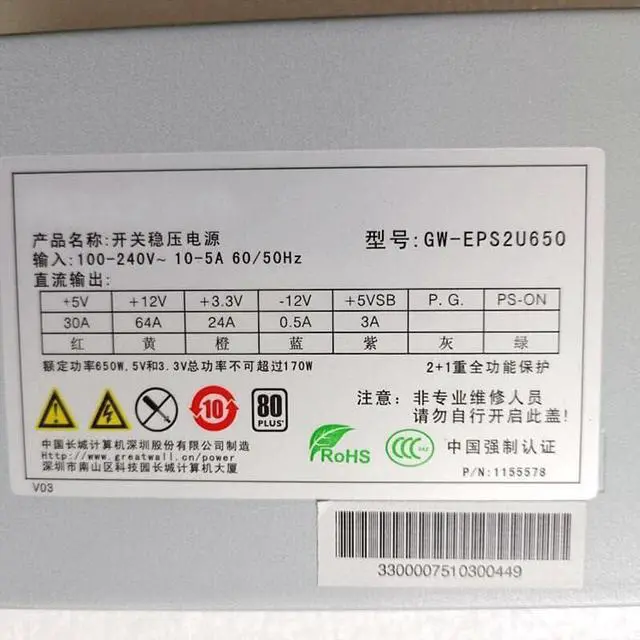 产品名称:开关稳压电源
型号:GW-EPS2U650
输入:100-240V~ 10-5A 60/50Hz
直流输出:
+5V +12V +3.3V -12V +5VSB P.G. PS-ON
30A 64A 24A 0.5A 3A
红 黄 橙 蓝 紫 灰 绿
额定功率650W,5V和3.3V总功率不可超过170W
2+1重全功能保护
10
80
PLUS
注意:非专业维修人员
请勿自行开启此盖!
中国长城计算机深圳股份有限公司制造
Http://www.greatwall.cn/power
深圳市南山区科技园长城计算机大厦
RoHS
中国强制认证
P/N:1155578
V03
3300007510300449